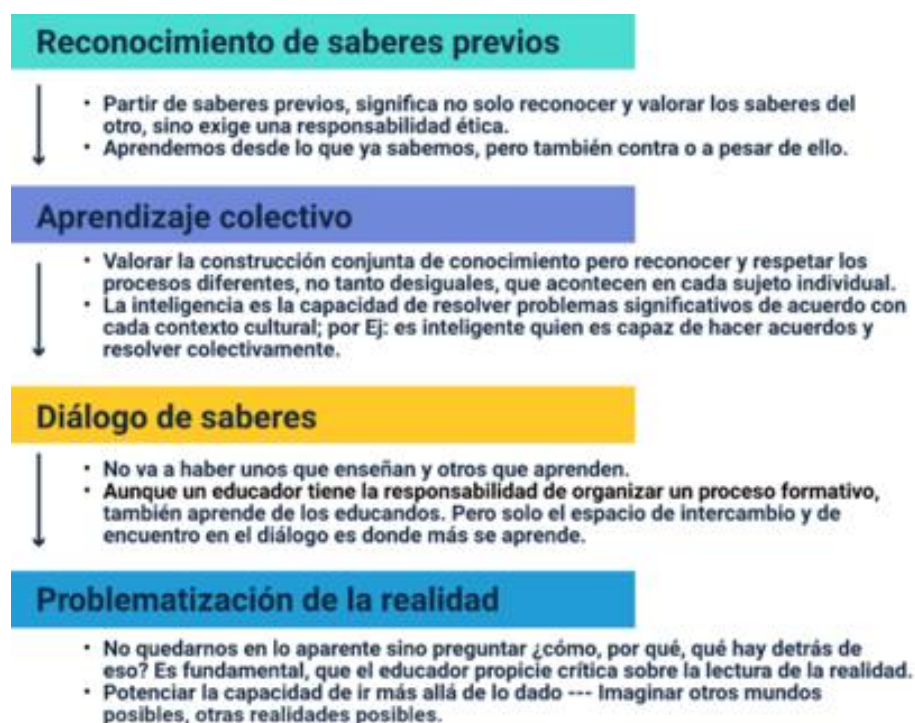 Reconocimiento de saberes previos
• Partir de saberes previos, significa no solo reconocer y valorar los saberes del
otro, sino exige una responsabilidad ética.
• Aprendemos desde lo que ya sabemos, pero también contra o a pesar de ello.
Aprendizaje colectivo
• Valorar la construcción conjunta de conocimiento pero reconocer y respetar los
procesos diferentes, no tanto desiguales, que acontecen en cada sujeto individual.
• La inteligencia es la capacidad de resolver problemas significativos de acuerdo con
cada contexto cultural; por Ej: es inteligente quien es capaz de hacer acuerdos y
resolver colectivamente.
Diálogo de saberes
• No va a haber unos que enseñan y otros que aprenden.
• Aunque un educador tiene la responsabilidad de organizar un proceso formativo,
también aprende de los educandos. Pero solo el espacio de intercambio y de
encuentro en el diálogo es donde más se aprende.
Problematización de la realidad
• No quedarnos en lo aparente sino preguntar ¿cómo, por qué, qué hay detrás de
eso? Es fundamental, que el educador propicie crítica sobre la lectura de la realidad.
• Potenciar la capacidad de ir más allá de lo dado --- Imaginar otros mundos
posibles, otras realidades posibles.